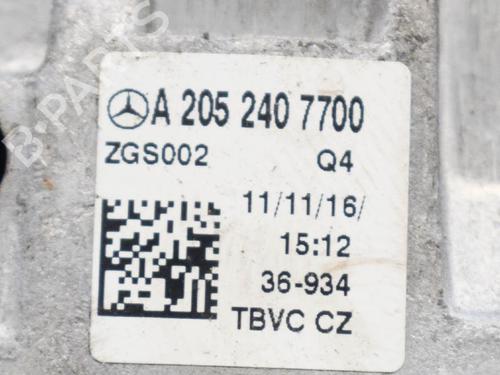 B-PARTS
A 205 240 7700
ZGS002 Q4
11/11/16/
15:12
36-934
TBVC CZ